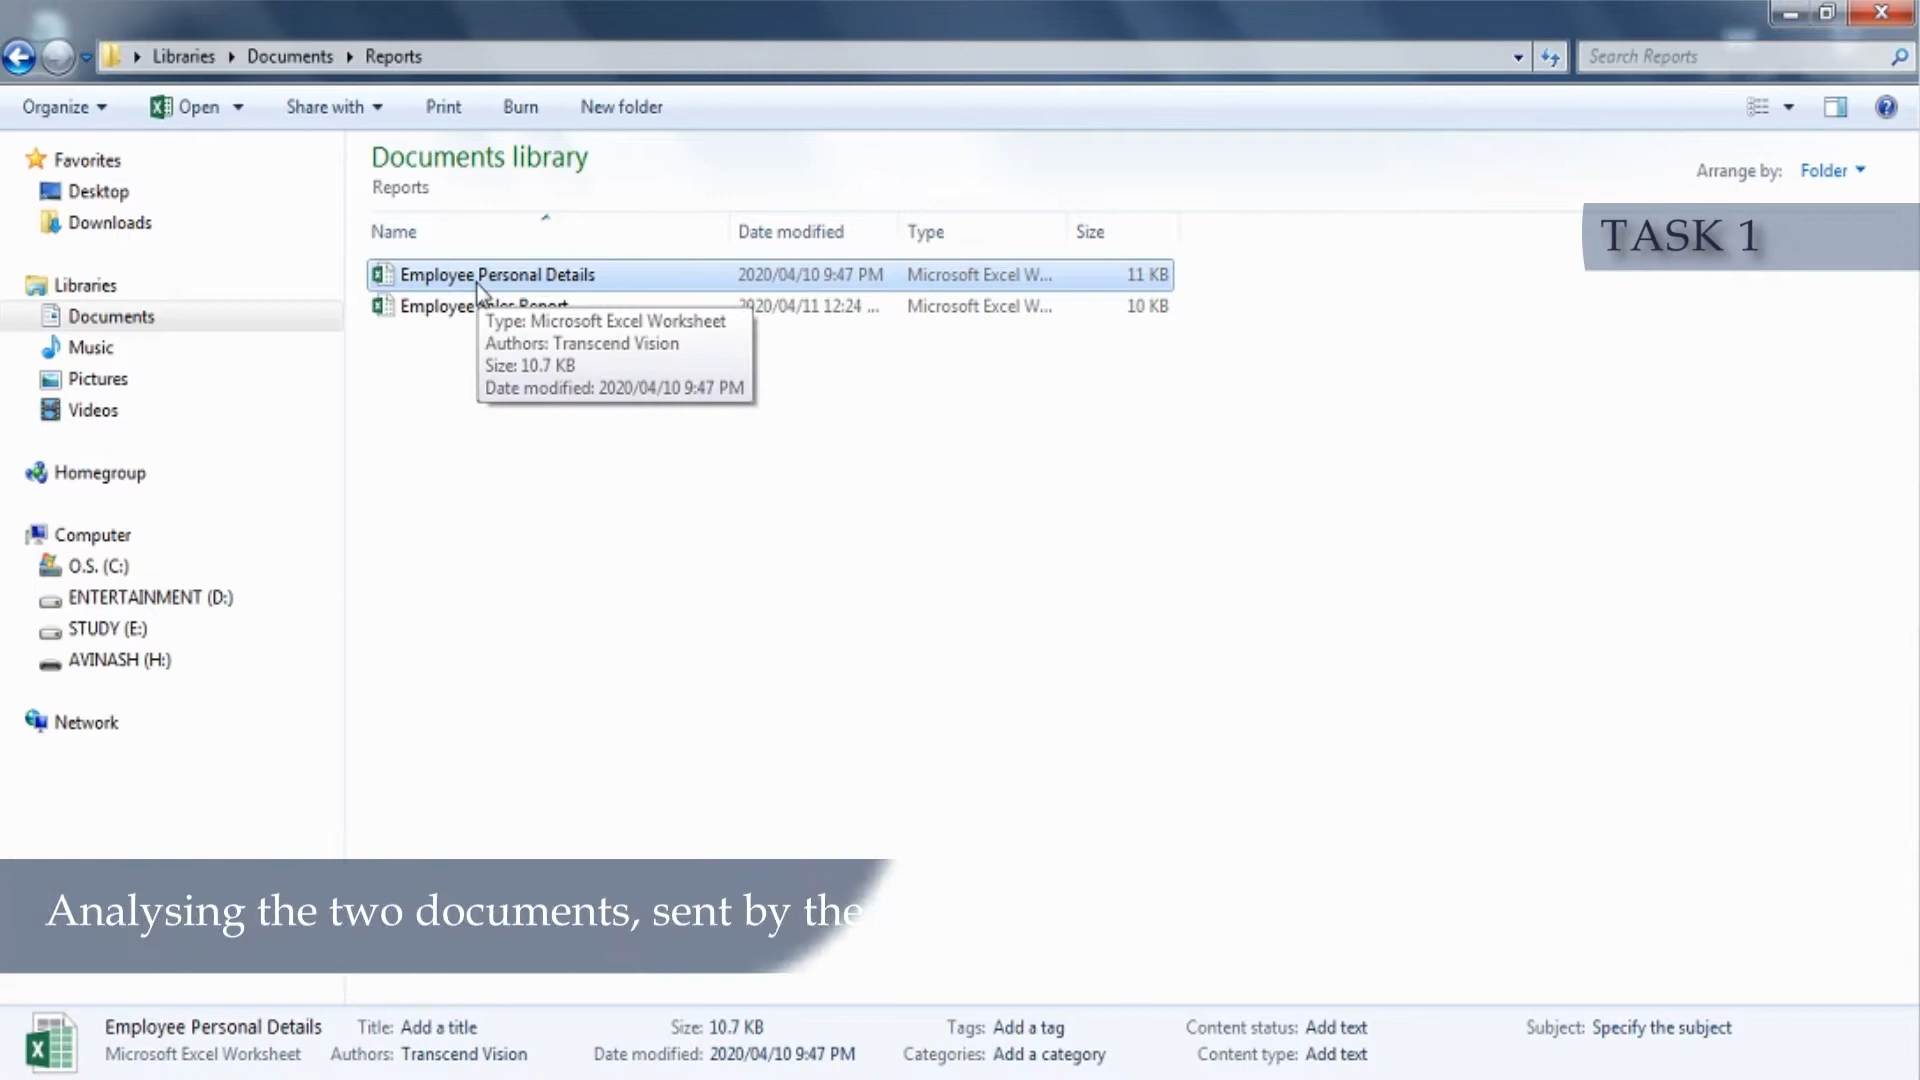 Libraries Documents Reports
Search Reports
Organize Open Share with Print Burn New folder
Favorites
Desktop
Downloads
Libraries
Documents
Music
Pictures
Videos
Homegroup
Computer
O.S. (C:)
ENTERTAINMENT (D:)
STUDY (E:)
AVINASH (H:)
Network
Documents library
Reports
Arrange by: Folder
TASK 1
Name Date modified Type Size
Employee Personal Details 2020/04/10 9:47 PM Microsoft Excel W... 11 KB
Employee Report 2020/04/11 12:24 ... Microsoft Excel W... 10 KB
Type: Microsoft Excel Worksheet
Authors: Transcend Vision
Size: 10.7 KB
Date modified: 2020/04/10 9:47 PM
Analysing the two documents, sent by the
Employee Personal Details Title: Add a title Size: 10.7 KB Tags: Add a tag Content status: Add text Subject: Specify the subject
Microsoft Excel Worksheet Authors: Transcend Vision Date modified: 2020/04/10 9:47 PM Categories: Add a category Content type: Add text